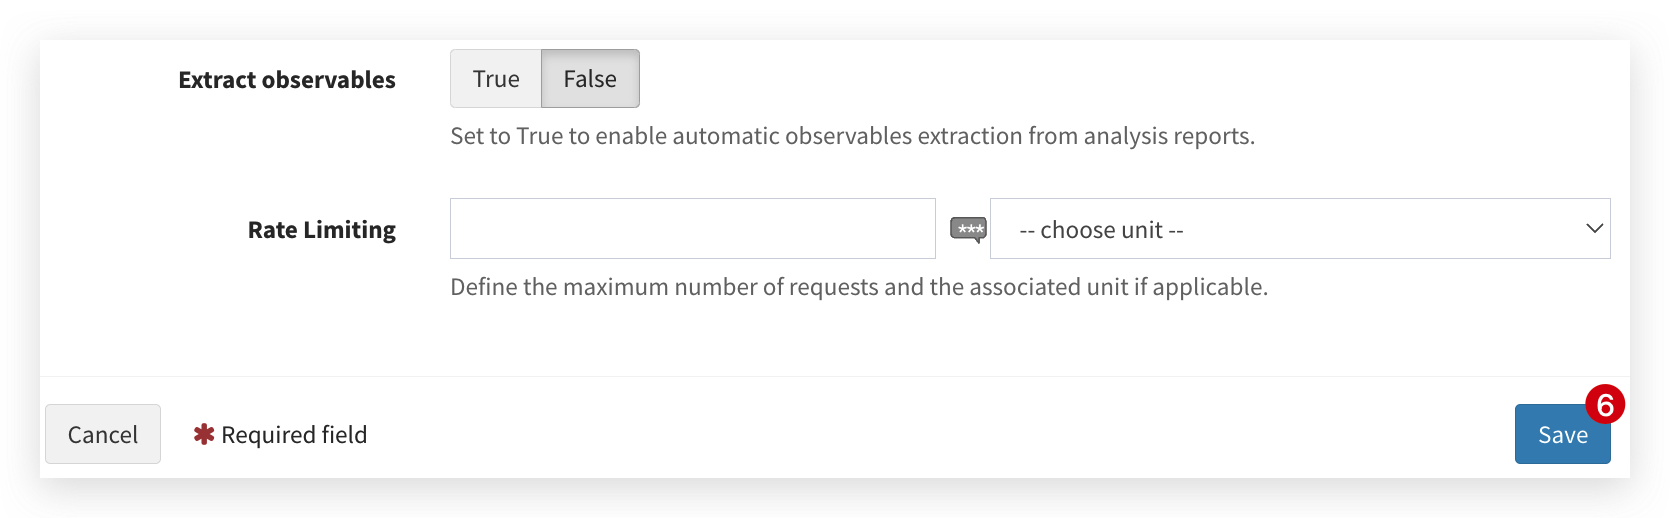 Extract observables
True False
Set to True to enable automatic observables extraction from analysis reports.
Rate Limiting
*** -- choose unit --
Define the maximum number of requests and the associated unit if applicable.
Cancel
✱ Required field
Save
6